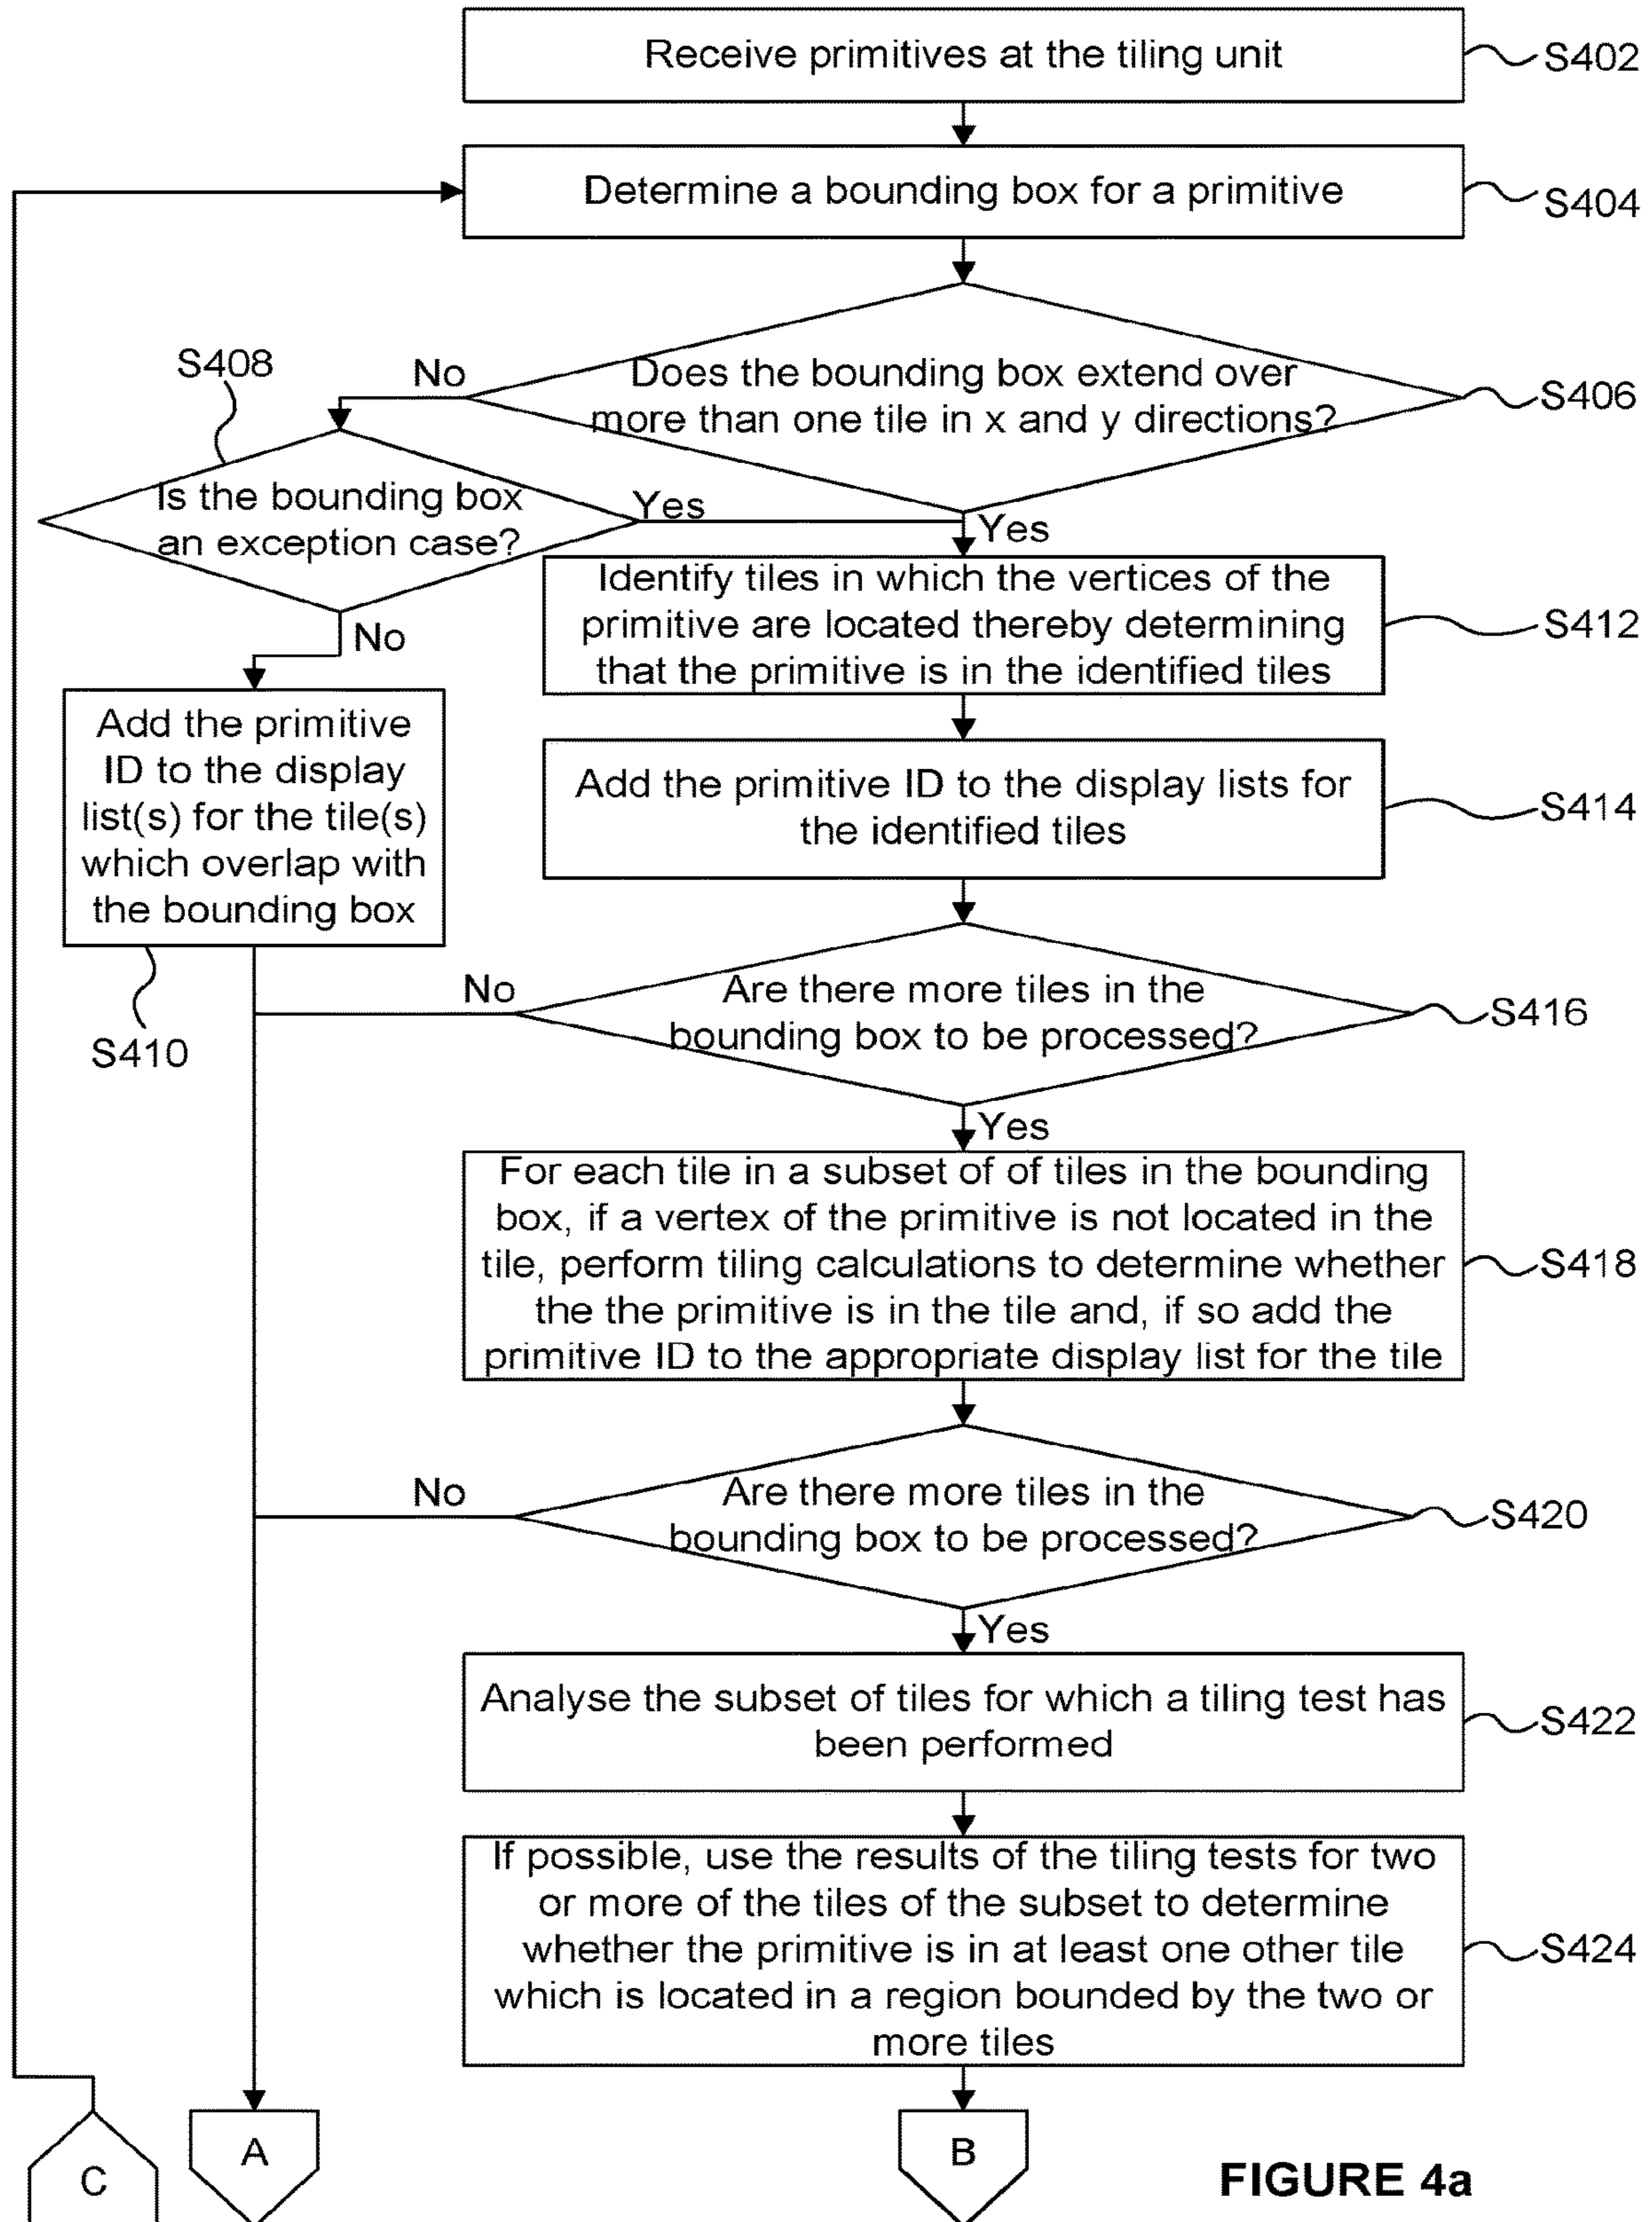 Receive primitives at the tiling unit
S402
Determine a bounding box for a primitive
S404
S408
No
Does the bounding box extend over
more than one tile in x and y directions?
S406
Is the bounding box
an exception case?
Yes
Yes
No
Identify tiles in which the vertices of the
primitive are located thereby determining
that the primitive is in the identified tiles
S412
Add the primitive
ID to the display
list(s) for the tile(s)
which overlap with
the bounding box
S410
Add the primitive ID to the display lists for
the identified tiles
S414
No
Are there more tiles in the
bounding box to be processed?
S416
Yes
For each tile in a subset of of tiles in the bounding
box, if a vertex of the primitive is not located in the
tile, perform tiling calculations to determine whether
the the primitive is in the tile and, if so add the
primitive ID to the appropriate display list for the tile
S418
No
Are there more tiles in the
bounding box to be processed?
S420
Yes
Analyse the subset of tiles for which a tiling test has
been performed
S422
If possible, use the results of the tiling tests for two
or more of the tiles of the subset to determine
whether the primitive is in at least one other tile
which is located in a region bounded by the two or
more tiles
S424
C
A
B
FIGURE 4a